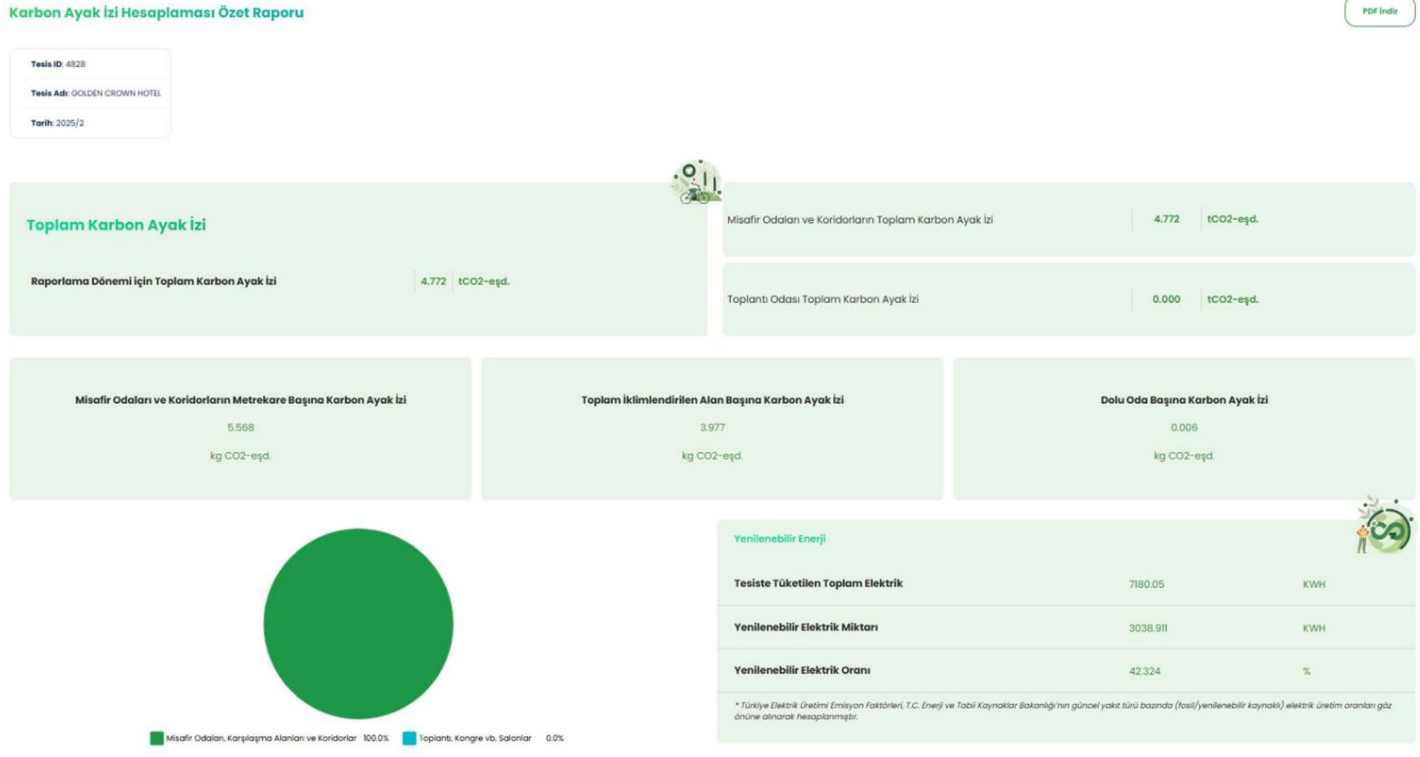 Karbon Ayak İzi Hesaplaması Özet Raporu
PDF İndir
Tesis ID: 4828
Tesis Adı: GOLDEN CROWN HOTEL
Tarih: 2025/2
Toplam Karbon Ayak İzi
Raporlama Dönemi için Toplam Karbon Ayak İzi 4.772 tCO2-eşd.
Misafir Odaları ve Koridorların Toplam Karbon Ayak İzi 4.772 tCO2-eşd.
Toplantı Odası Toplam Karbon Ayak İzi 0.000 tCO2-eşd.
Misafir Odaları ve Koridorların Metrekare Başına Karbon Ayak İzi
5.568
kg CO2-eşd.
Toplam İklimlendirilen Alan Başına Karbon Ayak İzi
3.977
kg CO2-eşd.
Dolu Oda Başına Karbon Ayak İzi
0.006
kg CO2-eşd.
Misafir Odaları, Karşılaşma Alanları ve Koridorlar 100.0% Toplantı, Kongre vb. Salonlar 0.0%
Yenilenebilir Enerji
Tesiste Tüketilen Toplam Elektrik 7180.05 KWH
Yenilenebilir Elektrik Miktarı 3038.911 KWH
Yenilenebilir Elektrik Oranı 42.324 %
* Türkiye Elektrik Üretimi Emisyon Faktörleri, T.C. Enerji ve Tabii Kaynaklar Bakanlığı'nın güncel yakıt türü bazında (fosil/yenilenebilir kaynaklı) elektrik üretim oranları göz
önüne alınarak hesaplanmıştır.